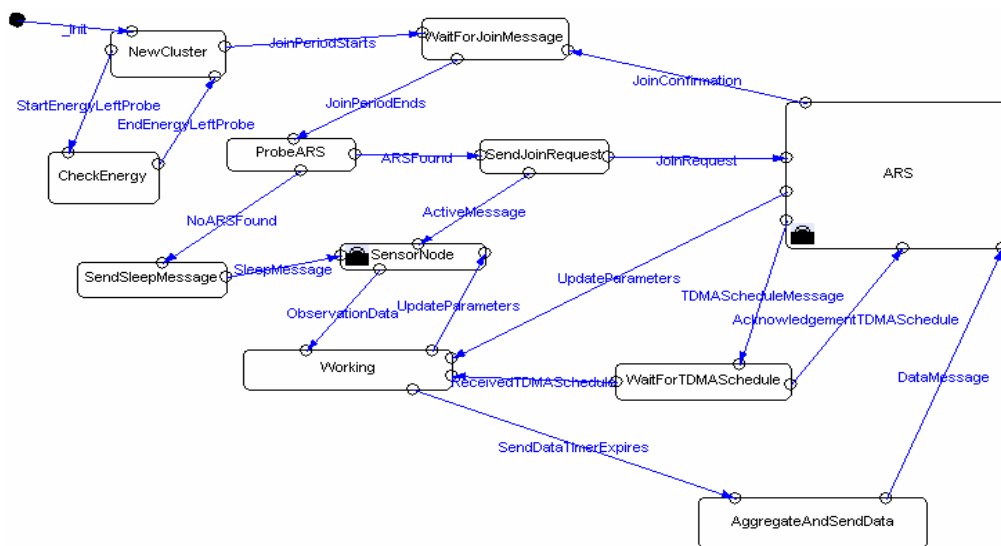 _Init
NewCluster
JoinPeriodStarts
WaitForJoinMessage
JoinConfirmation
StartEnergyLeftProbe
EndEnergyLeftProbe
JoinPeriodEnds
CheckEnergy
ProbeARS
ARSFound
SendJoinRequest
JoinRequest
ARS
NoARSFound
ActiveMessage
SendSleepMessage
SleepMessage
SensorNode
UpdateParameters
ObservationData
UpdateParameters
TDMAScheduleMessage
AcknowledgementTDMASchedule
Working
ReceivedTDMASchedule
WaitForTDMASchedule
DataMessage
SendDataTimerExpires
AggregateAndSendData